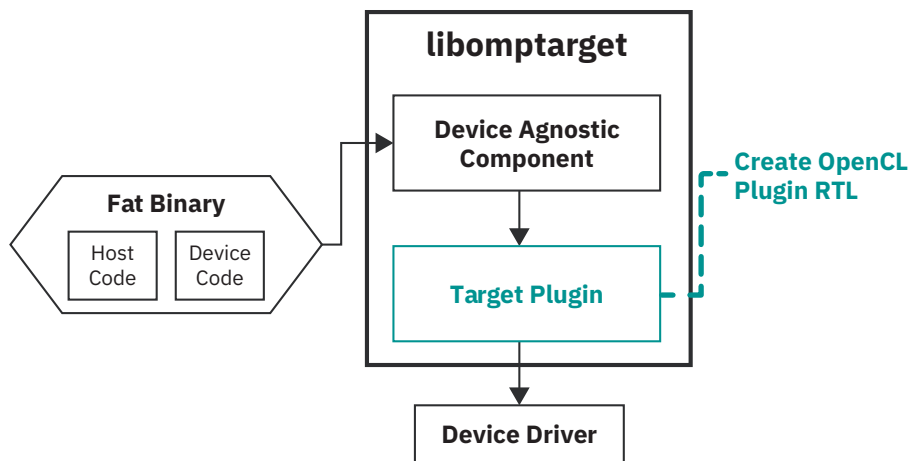 libomptarget
Device Agnostic
Component
Create OpenCL
Plugin RTL
Fat Binary
Host
Code
Device
Code
Target Plugin
Device Driver